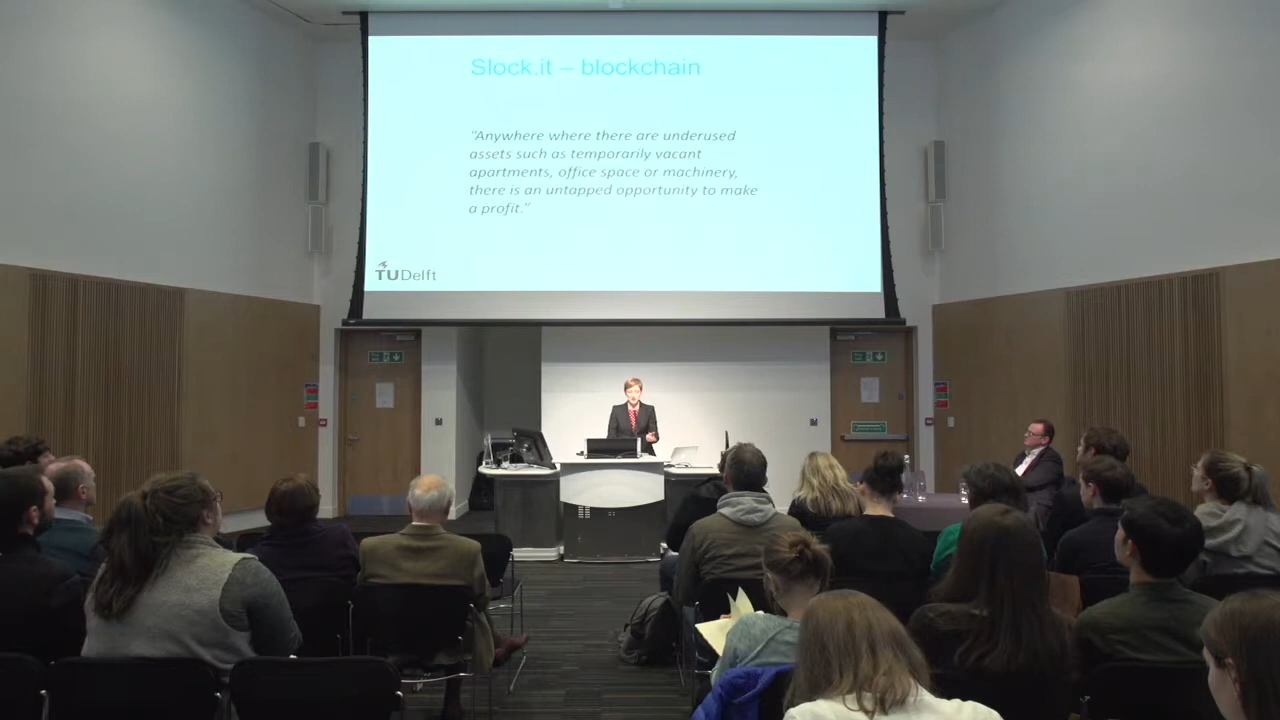 Slock.it – blockchain
"Anywhere where there are underused
assets such as temporarily vacant
apartments, office space or machinery,
there is an untapped opportunity to make
a profit."
TUDelft